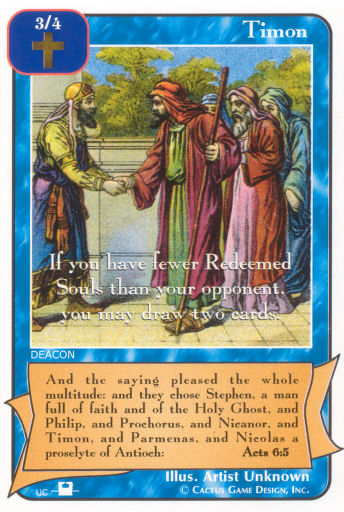 3/4
Timon
If you have fewer Redeemed
Souls than your opponent,
you may draw two cards.
DEACON
And the saying pleased the whole
multitude: and they chose Stephen, a man
full of faith and of the Holy Ghost, and
Philip, and Prochorus, and Nicanor, and
Timon, and Parmenas, and Nicolas a
proselyte of Antioch: Acts 6:5
Illus. Artist Unknown
UC © CACTUS GAME DESIGN, INC.